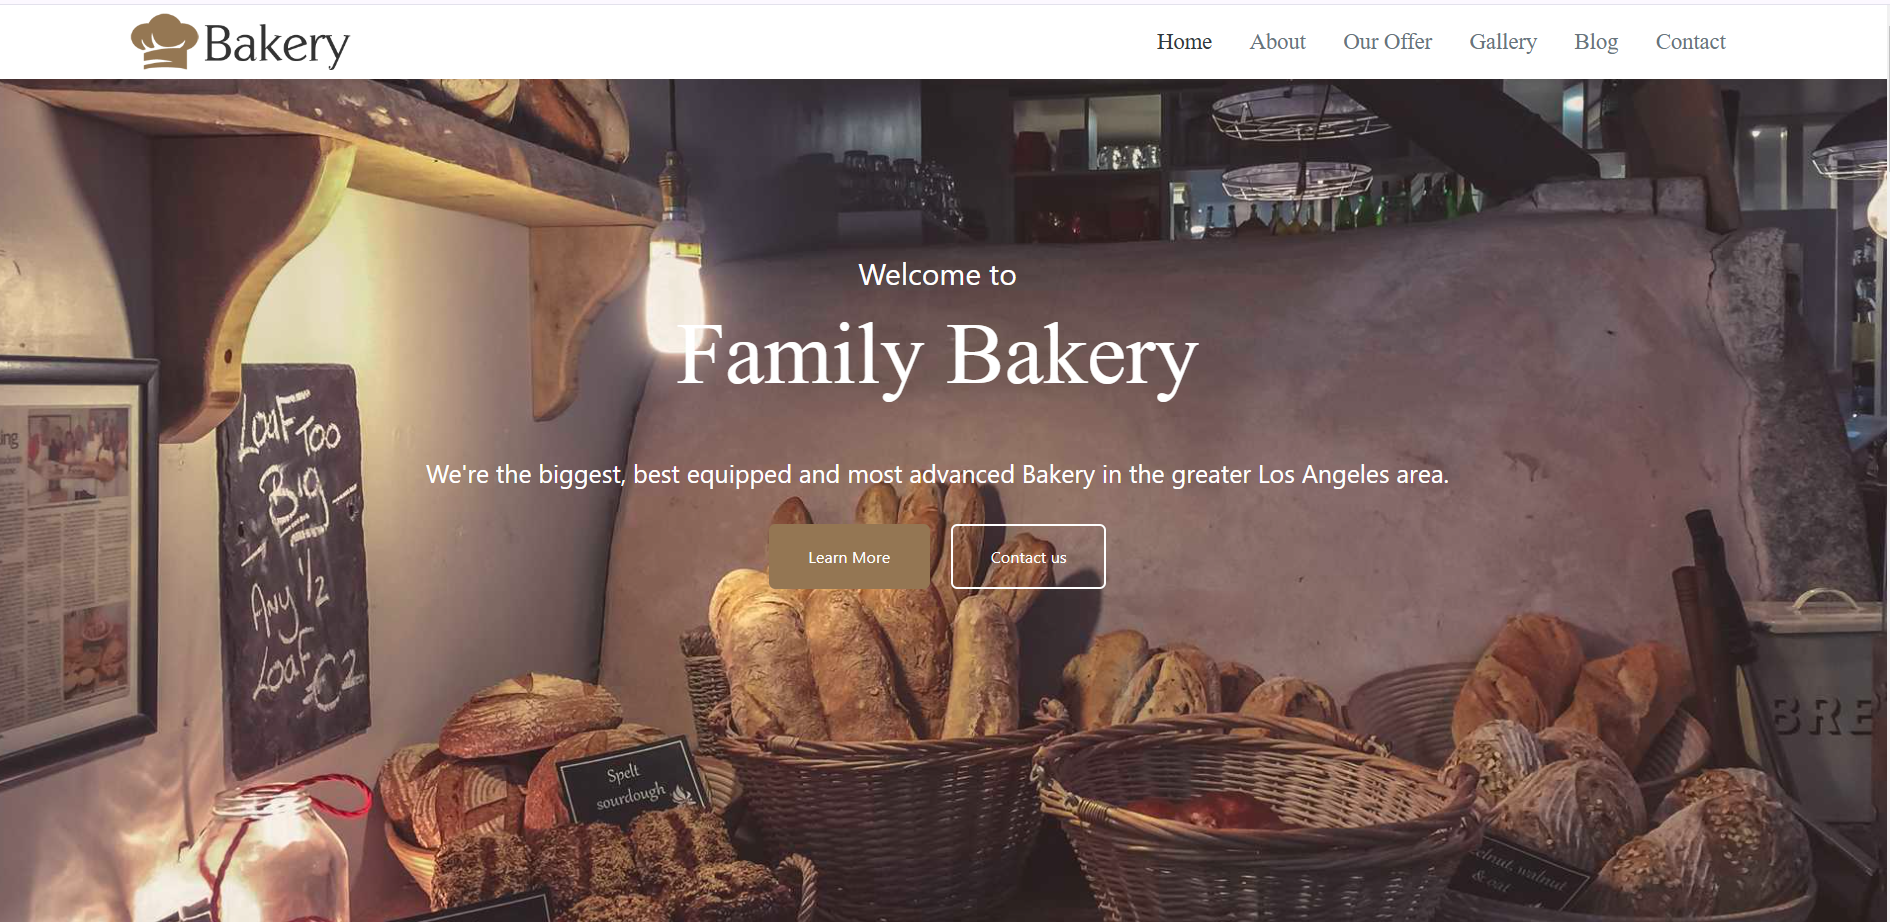 Bakery
Home About Our Offer Gallery Blog Contact
Welcome to
Family Bakery
We're the biggest, best equipped and most advanced Bakery in the greater Los Angeles area.
Learn More Contact us
Loaf Too
Big
Any 1/2
Loaf €2
Spelt
sourdough
walnut
& oat
BRE